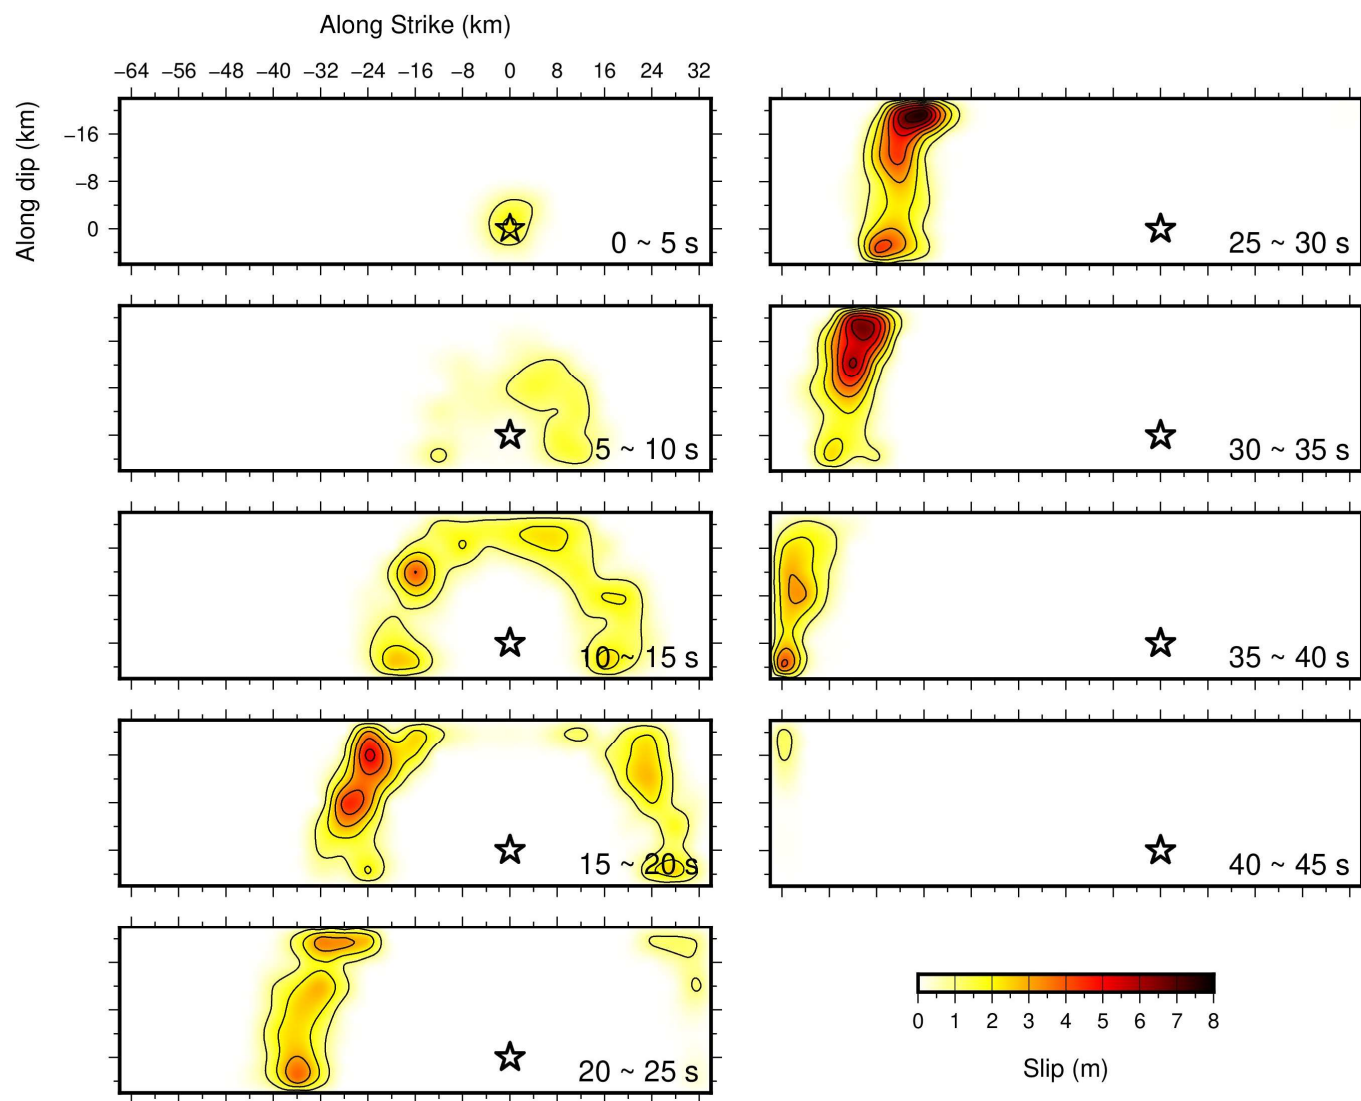 Along Strike (km)
−64 −56 −48 −40 −32 −24 −16 −8 0 8 16 24 32
Along dip (km)
−16
−8
0
0 ~ 5 s
25 ~ 30 s
5 ~ 10 s
30 ~ 35 s
10 ~ 15 s
35 ~ 40 s
15 ~ 20 s
40 ~ 45 s
20 ~ 25 s
0 1 2 3 4 5 6 7 8
Slip (m)